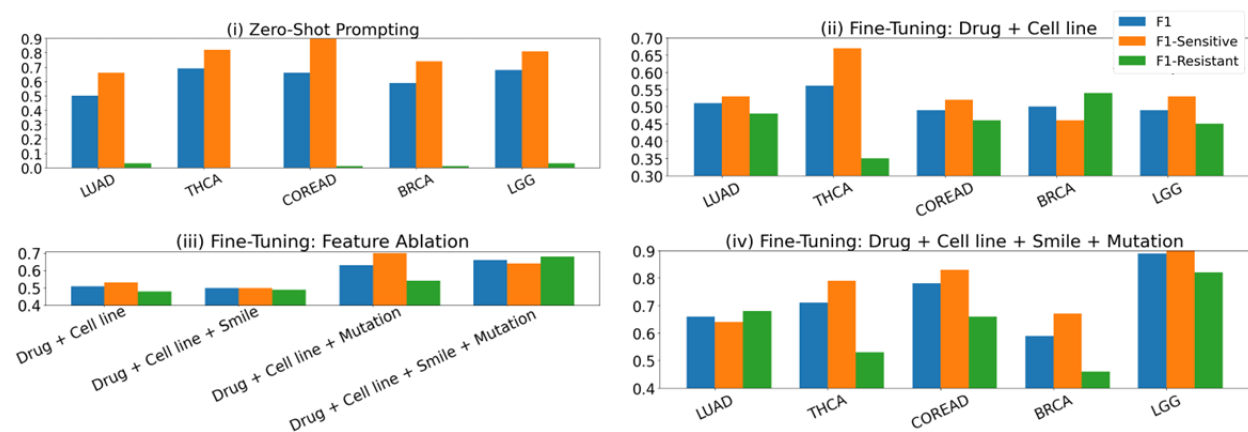 (i) Zero-Shot Prompting
0.9
0.8
0.7
0.6
0.5
0.4
0.3
0.2
0.1
0.0
LUAD
THCA
COREAD
BRCA
LGG
(ii) Fine-Tuning: Drug + Cell line
F1
F1-Sensitive
F1-Resistant
0.70
0.65
0.60
0.55
0.50
0.45
0.40
0.35
0.30
LUAD
THCA
COREAD
BRCA
LGG
(iii) Fine-Tuning: Feature Ablation
0.7
0.6
0.5
0.4
Drug + Cell line
Drug + Cell line + Smile
Drug + Cell line + Mutation
Drug + Cell line + Smile + Mutation
(iv) Fine-Tuning: Drug + Cell line + Smile + Mutation
0.9
0.8
0.7
0.6
0.5
0.4
LUAD
THCA
COREAD
BRCA
LGG